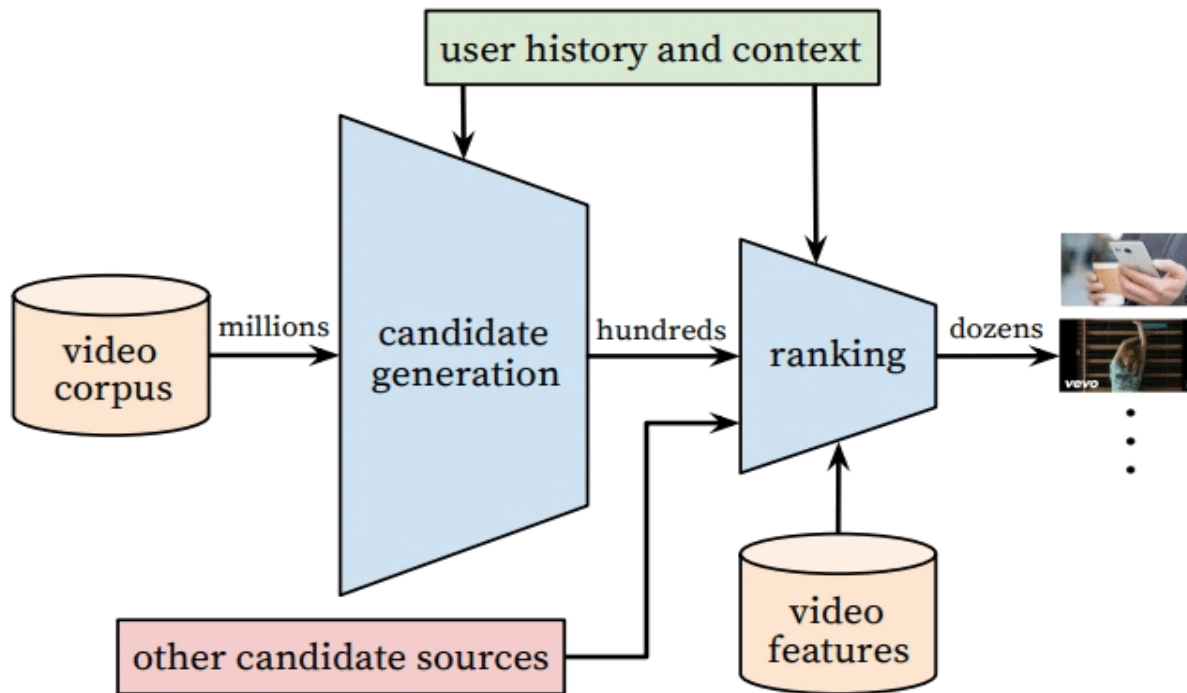 user history and context
video
corpus
millions
candidate
generation
hundreds
ranking
dozens
vevo
other candidate sources
video
features